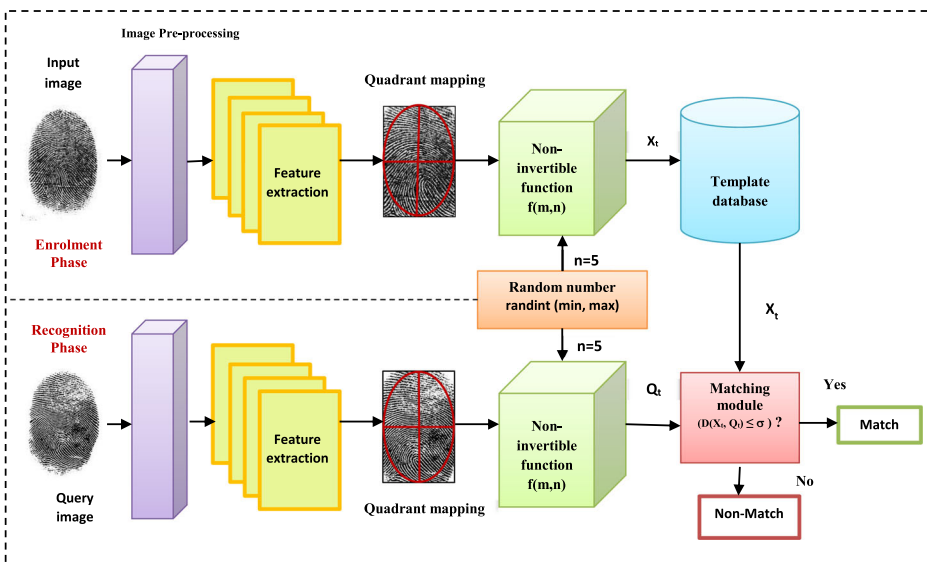 Image Pre-processing
Input
image
Quadrant mapping
Feature
extraction
Non-
invertible
function
f(m,n)
Xₜ
Template
database
Enrolment
Phase
n=5
Random number
randint (min, max)
Xₜ
Recognition
Phase
n=5
Feature
extraction
Non-
invertible
function
f(m,n)
Qₜ
Matching
module
(D(Xₜ, Qₜ) ≤ σ ) ?
Yes
Match
No
Non-Match
Query
image
Quadrant mapping